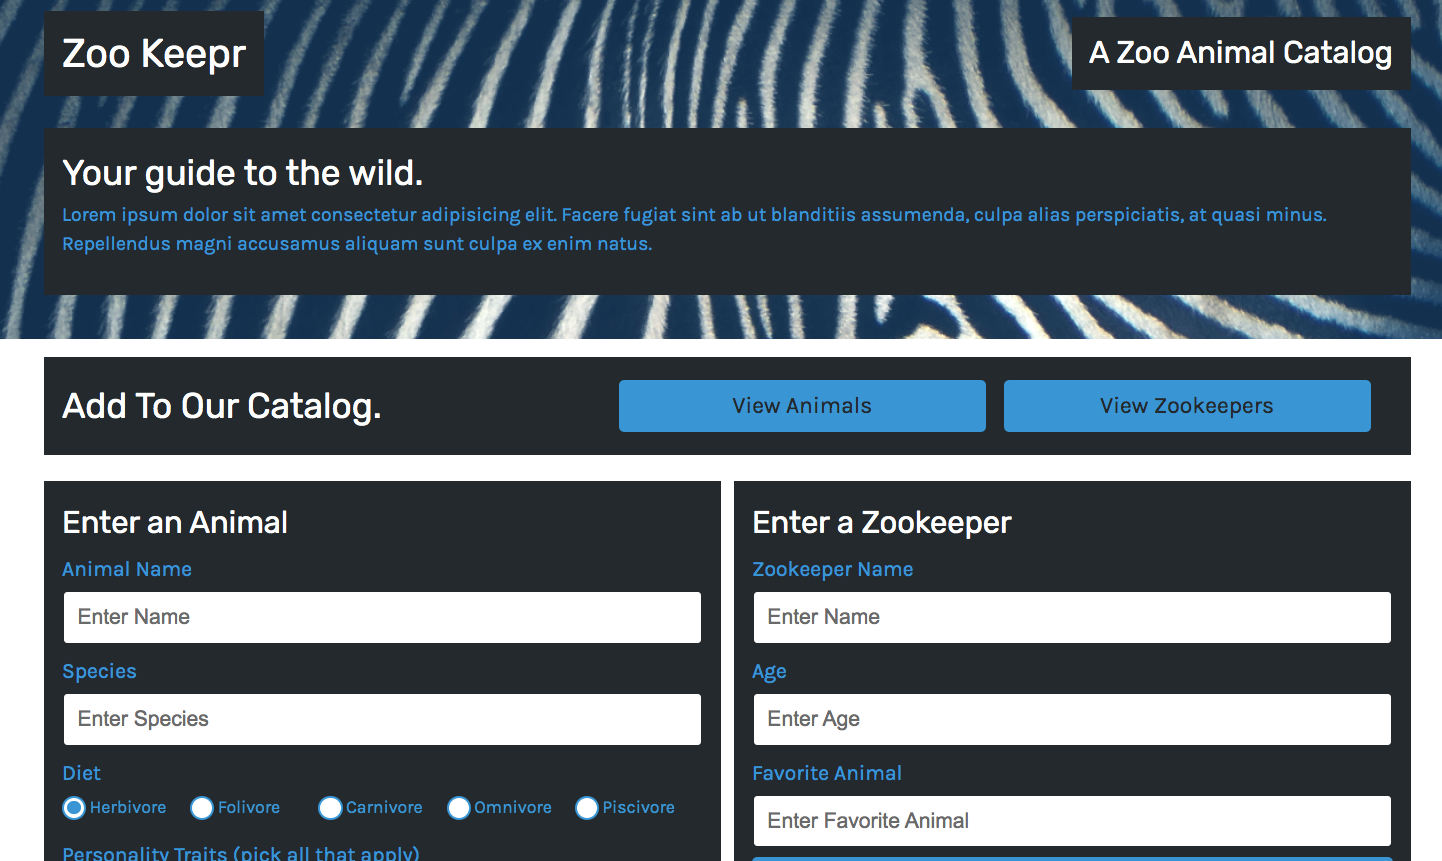 Zoo Keepr
A Zoo Animal Catalog
Your guide to the wild.
Lorem ipsum dolor sit amet consectetur adipisicing elit. Facere fugiat sint ab ut blanditiis assumenda, culpa alias perspiciatis, at quasi minus.
Repellendus magni accusamus aliquam sunt culpa ex enim natus.
Add To Our Catalog.
View Animals
View Zookeepers
Enter an Animal
Animal Name
Enter Name
Species
Enter Species
Diet
Herbivore Folivore Carnivore Omnivore Piscivore
Personality Traits (pick all that apply)
Enter a Zookeeper
Zookeeper Name
Enter Name
Age
Enter Age
Favorite Animal
Enter Favorite Animal